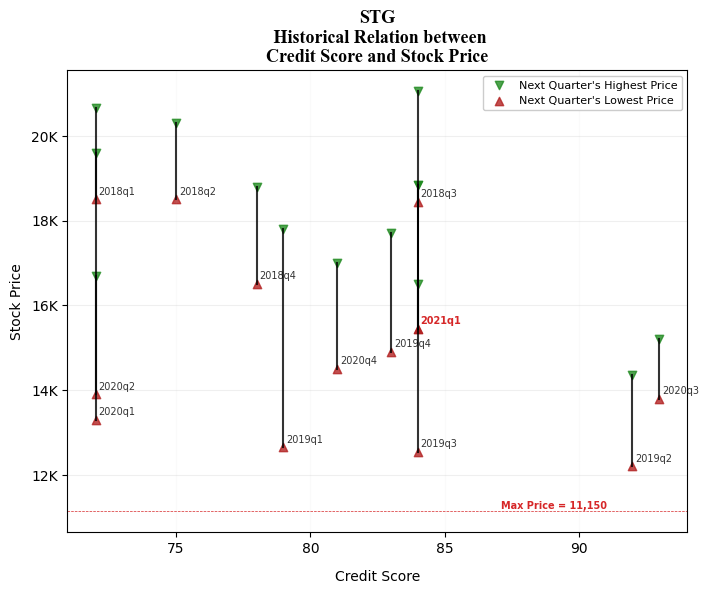 STG
Historical Relation between
Credit Score and Stock Price
Next Quarter's Highest Price
Next Quarter's Lowest Price
Stock Price
20K
18K
16K
14K
12K
2018q1
2018q2
2018q3
2018q4
2021q1
2019q4
2020q4
2020q2
2020q3
2020q1
2019q1
2019q3
2019q2
Max Price = 11,150
75
80
85
90
Credit Score